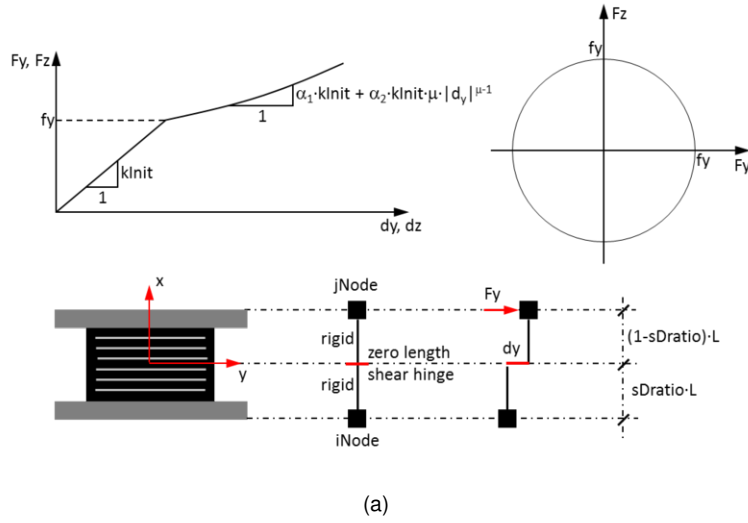 Fy, Fz
α₁·kInit + α₂·kInit·μ·|dy|^μ-1
1
fy
kInit
1
dy, dz
Fz
fy
fy
Fy
x
y
jNode
rigid
zero length
shear hinge
rigid
iNode
Fy
dy
(1-sDratio)·L
sDratio·L
(a)